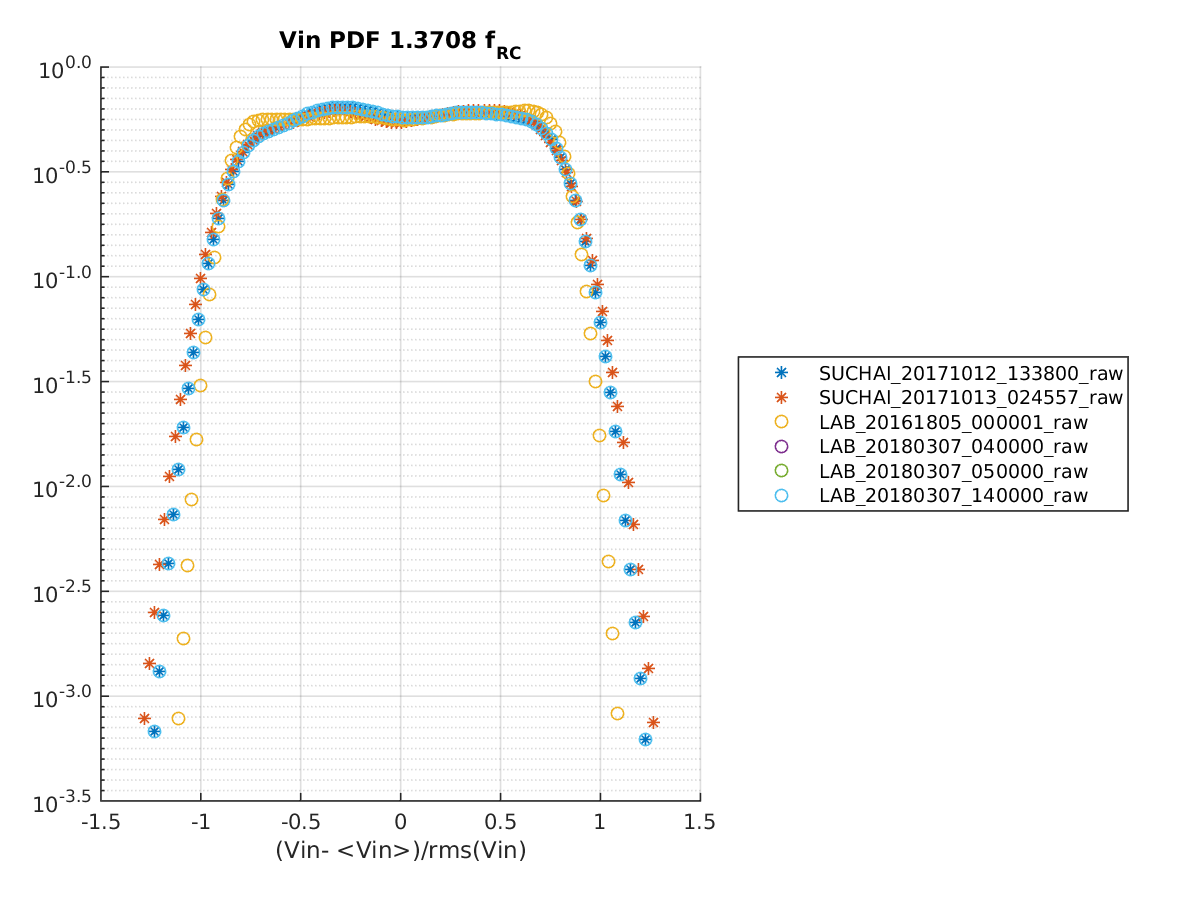 Vin PDF 1.3708 f_RC
10^0.0
10^-0.5
10^-1.0
10^-1.5
10^-2.0
10^-2.5
10^-3.0
10^-3.5
-1.5 -1 -0.5 0 0.5 1 1.5
(Vin- <Vin>)/rms(Vin)
SUCHAI_20171012_133800_raw
SUCHAI_20171013_024557_raw
LAB_20161805_000001_raw
LAB_20180307_040000_raw
LAB_20180307_050000_raw
LAB_20180307_140000_raw